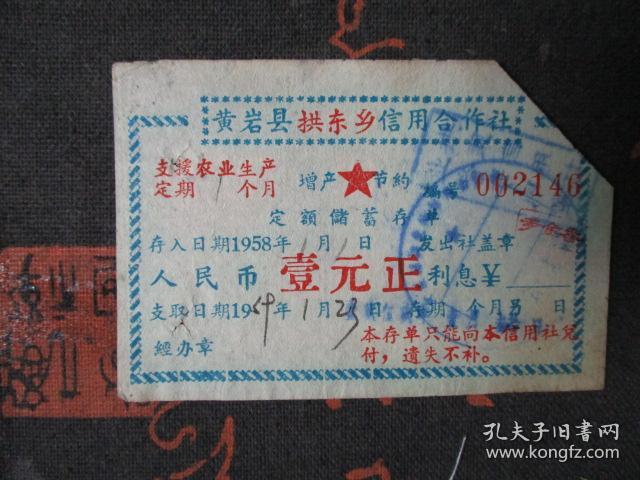 黄岩县拱东乡信用合作社
支援农业生产
定期 个月
增产★节約
编号 002146
定额儲蓄存单
存入日期1958年1月1日 发出社盖章
人民币壹元正利息¥
支取日期1959年1月23日 存期 个月另 日
經办章
本存单只能向本信用社兑
付，遗失不补。
孔夫子旧书网
www.kongfz.com